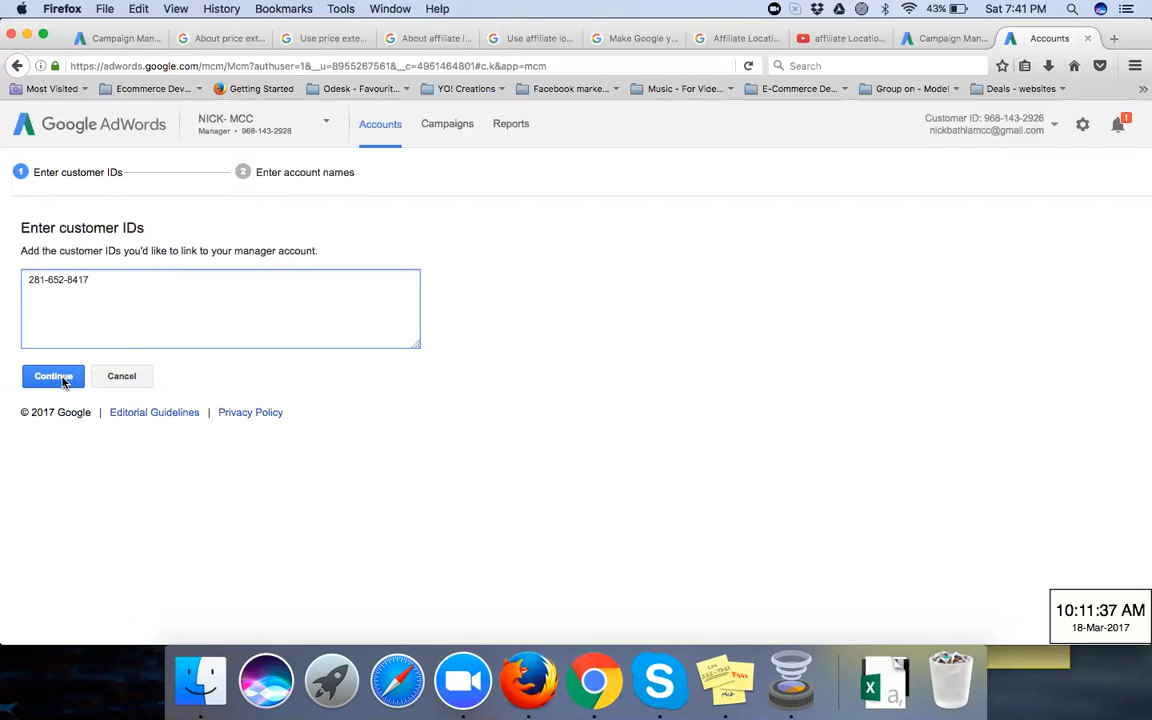 Firefox File Edit View History Bookmarks Tools Window Help 43% Sat 7:41 PM
Campaign Man... About price ext... Use price exte... About affiliate l... Use affiliate lo... Make Google y... Affiliate Locati... affiliate Locatio... Campaign Man... Accounts
https://adwords.google.com/mcm/Mcm?authuser=1&__u=8955267561&__c=4951464801#c.k&app=mcm Search
Most Visited Ecommerce Dev... Getting Started Odesk - Favourit... YO! Creations Facebook marke... Music - For Vide... E-Commerce De... Group on - Model Deals - websites
Google AdWords
NICK- MCC
Manager • 968-143-2926
Accounts Campaigns Reports
Customer ID: 968-143-2926
nickbathlamcc@gmail.com
1 Enter customer IDs 2 Enter account names
Enter customer IDs
Add the customer IDs you'd like to link to your manager account.
281-652-8417
Continue Cancel
© 2017 Google | Editorial Guidelines | Privacy Policy
10:11:37 AM
18-Mar-2017